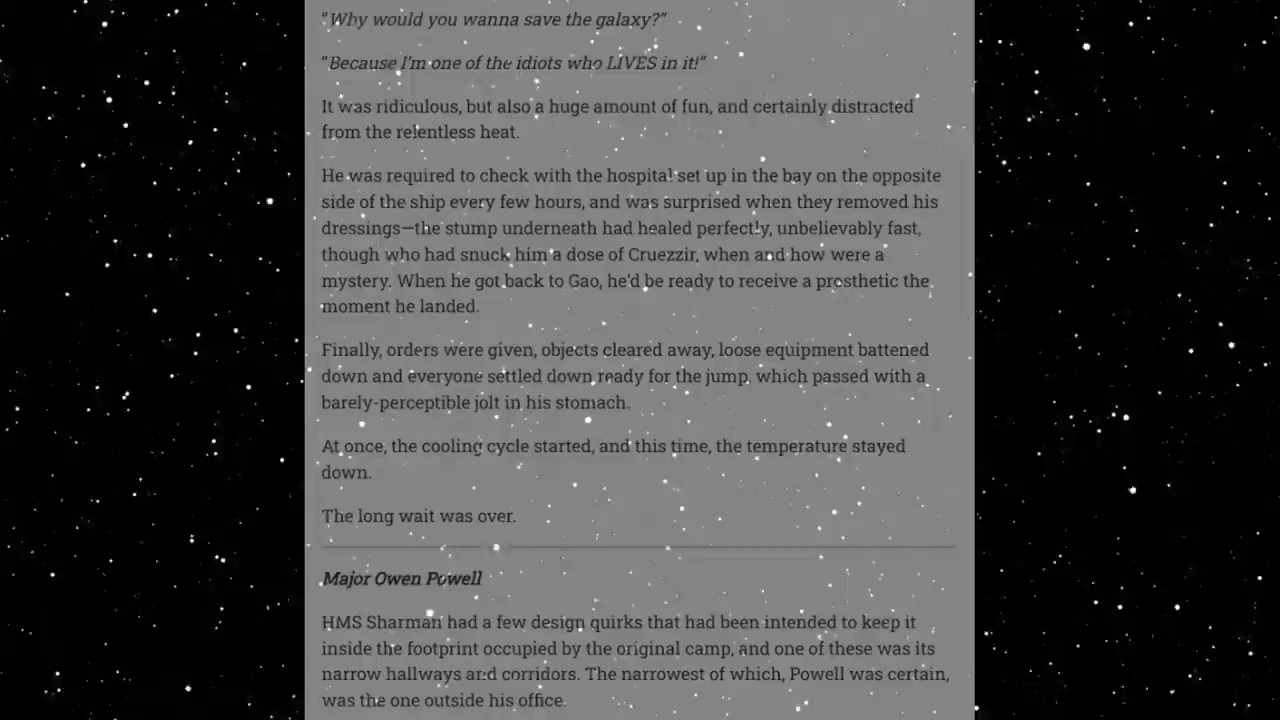 “Why would you wanna save the galaxy?”
“Because I’m one of the idiots who LIVES in it!”
It was ridiculous, but also a huge amount of fun, and certainly distracted
from the relentless heat.
He was required to check with the hospital set up in the bay on the opposite
side of the ship every few hours, and was surprised when they removed his
dressings—the stump underneath had healed perfectly, unbelievably fast,
though who had snuck him a dose of Cruezzir, when and how were a
mystery. When he got back to Gao, he’d be ready to receive a prosthetic the
moment he landed.
Finally, orders were given, objects cleared away, loose equipment battened
down and everyone settled down ready for the jump, which passed with a
barely-perceptible jolt in his stomach.
At once, the cooling cycle started, and this time, the temperature stayed
down.
The long wait was over.
Major Owen Powell
HMS Sharman had a few design quirks that had been intended to keep it
inside the footprint occupied by the original camp, and one of these was its
narrow hallways and corridors. The narrowest of which, Powell was certain,
was the one outside his office.